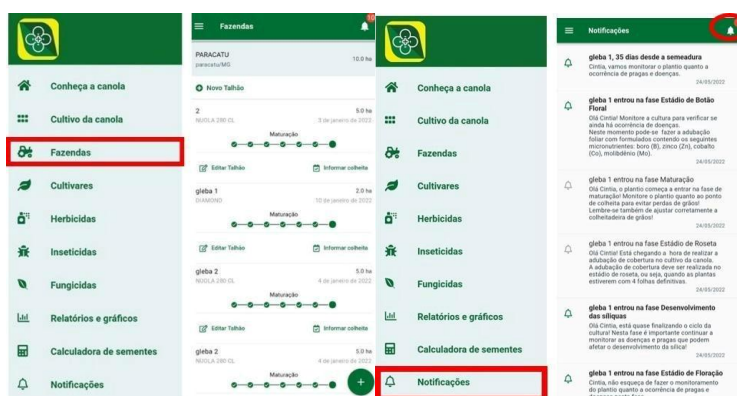 Conheça a canola
Cultivo da canola
Fazendas
Cultivares
Herbicidas
Inseticidas
Fungicidas
Relatórios e gráficos
Calculadora de sementes
Notificações
Fazendas
10
PARACATU
paracatu/MG
10.0 ha
Novo Talhão
2
5.0 ha
NUOLA 280 CL
3 de janeiro de 2022
Maturação
Editar Talhão
Informar colheita
gleba 1
2.0 ha
DIAMOND
10 de janeiro de 2022
Maturação
Editar Talhão
Informar colheita
gleba 2
5.0 ha
NUOLA 280 CL
4 de janeiro de 2022
Maturação
Editar Talhão
Informar colheita
gleba 2
5.0 ha
NUOLA 280 CL
4 de janeiro de 2022
Maturação
Conheça a canola
Cultivo da canola
Fazendas
Cultivares
Herbicidas
Inseticidas
Fungicidas
Relatórios e gráficos
Calculadora de sementes
Notificações
Notificações
gleba 1, 35 dias desde a semeadura
Cintia, vamos monitorar o plantio quanto a
ocorrência de pragas e doenças.
24/05/2022
gleba 1 entrou na fase Estádio de Botão
Floral
Olá Cintia! Monitore a cultura para verificar se
ainda há ocorrência de doenças.
Neste momento pode-se fazer a adubação
foliar com formulados contendo os seguintes
micronutrientes: boro (B), zinco (Zn), cobalto
(Co), molibdênio (Mo).
24/05/2022
gleba 1 entrou na fase Maturação
Olá Cintia, o plantio começa a entrar na fase de
maturação! Monitore o plantio quanto ao ponto
de colheita para evitar perdas de grãos!
Lembre-se também de ajustar corretamente a
colheitadeira de grãos!
24/05/2022
gleba 1 entrou na fase Estádio de Roseta
Olá Cintia! Está chegando a hora de realizar a
adubação de cobertura no cultivo da canola.
A adubação de cobertura deve ser realizada no
estádio de roseta, ou seja, quando as plantas
estiverem com 4 folhas definitivas.
24/05/2022
gleba 1 entrou na fase Desenvolvimento
das síliquas
Olá Cintia, está quase finalizando o ciclo da
cultura! Nesta fase é importante continuar a
monitorar as doenças e pragas que podem
afetar o desenvolvimento da sílica!
24/05/2022
gleba 1 entrou na fase Estádio de Floração
Cintia, não esqueça de fazer o monitoramento
do plantio quanto a ocorrência de pragas e